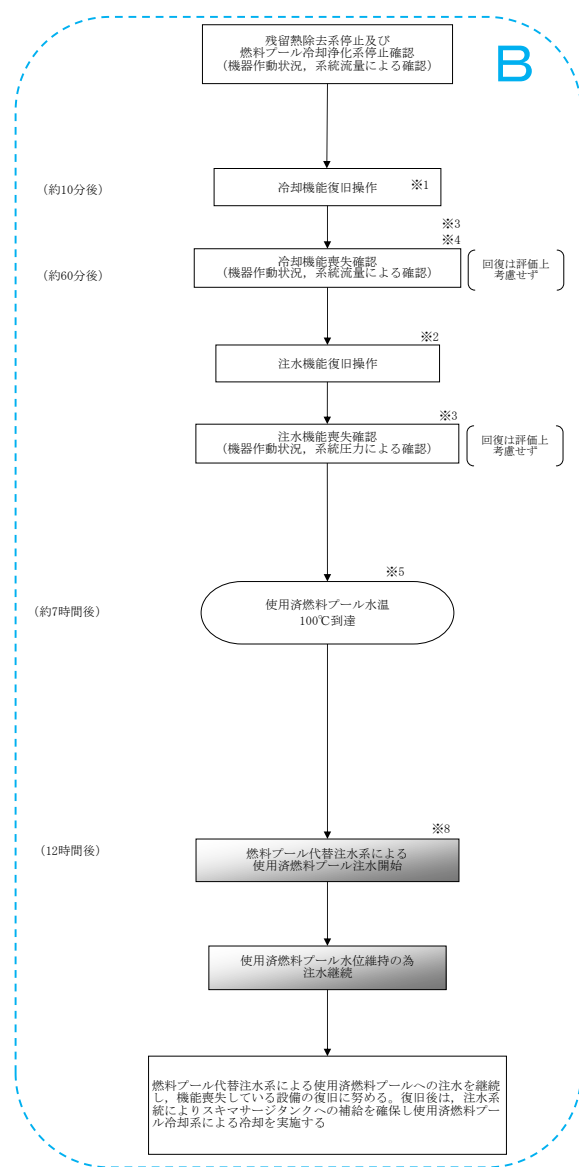 残留熱除去系停止及び
燃料プール冷却浄化系停止確認
（機器作動状況，系統流量による確認）
B
（約10分後）
冷却機能復旧操作
※1
※3
※4
（約60分後）
冷却機能喪失確認
（機器作動状況，系統流量による確認）
回復は評価上
考慮せず
※2
注水機能復旧操作
※3
注水機能喪失確認
（機器作動状況，系統圧力による確認）
回復は評価上
考慮せず
※5
（約7時間後）
使用済燃料プール水温
100℃到達
※8
（12時間後）
燃料プール代替注水系による
使用済燃料プール注水開始
使用済燃料プール水位維持の為
注水継続
燃料プール代替注水系による使用済燃料プールへの注水を継続
し，機能喪失している設備の復旧に努める。復旧後は，注水系
統によりスキマサージタンクへの補給を確保し使用済燃料プー
ル冷却系による冷却を実施する